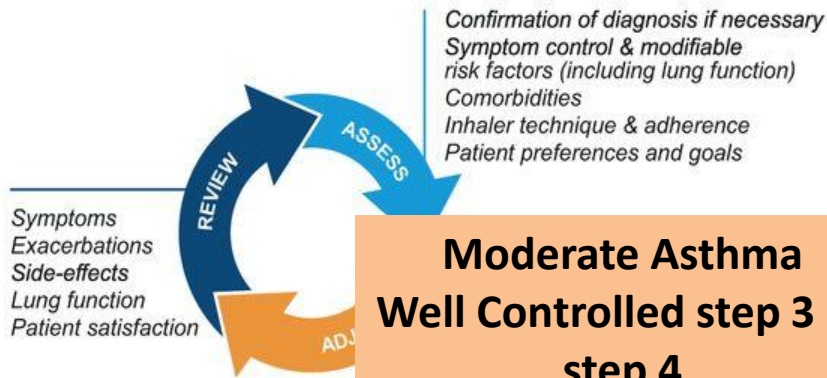 Confirmation of diagnosis if necessary
Symptom control & modifiable
risk factors (including lung function)
Comorbidities
Inhaler technique & adherence
Patient preferences and goals
ASSESS
REVIEW
Symptoms
Exacerbations
Side-effects
Lung function
Patient satisfaction
Moderate Asthma
Well Controlled step 3
step 4